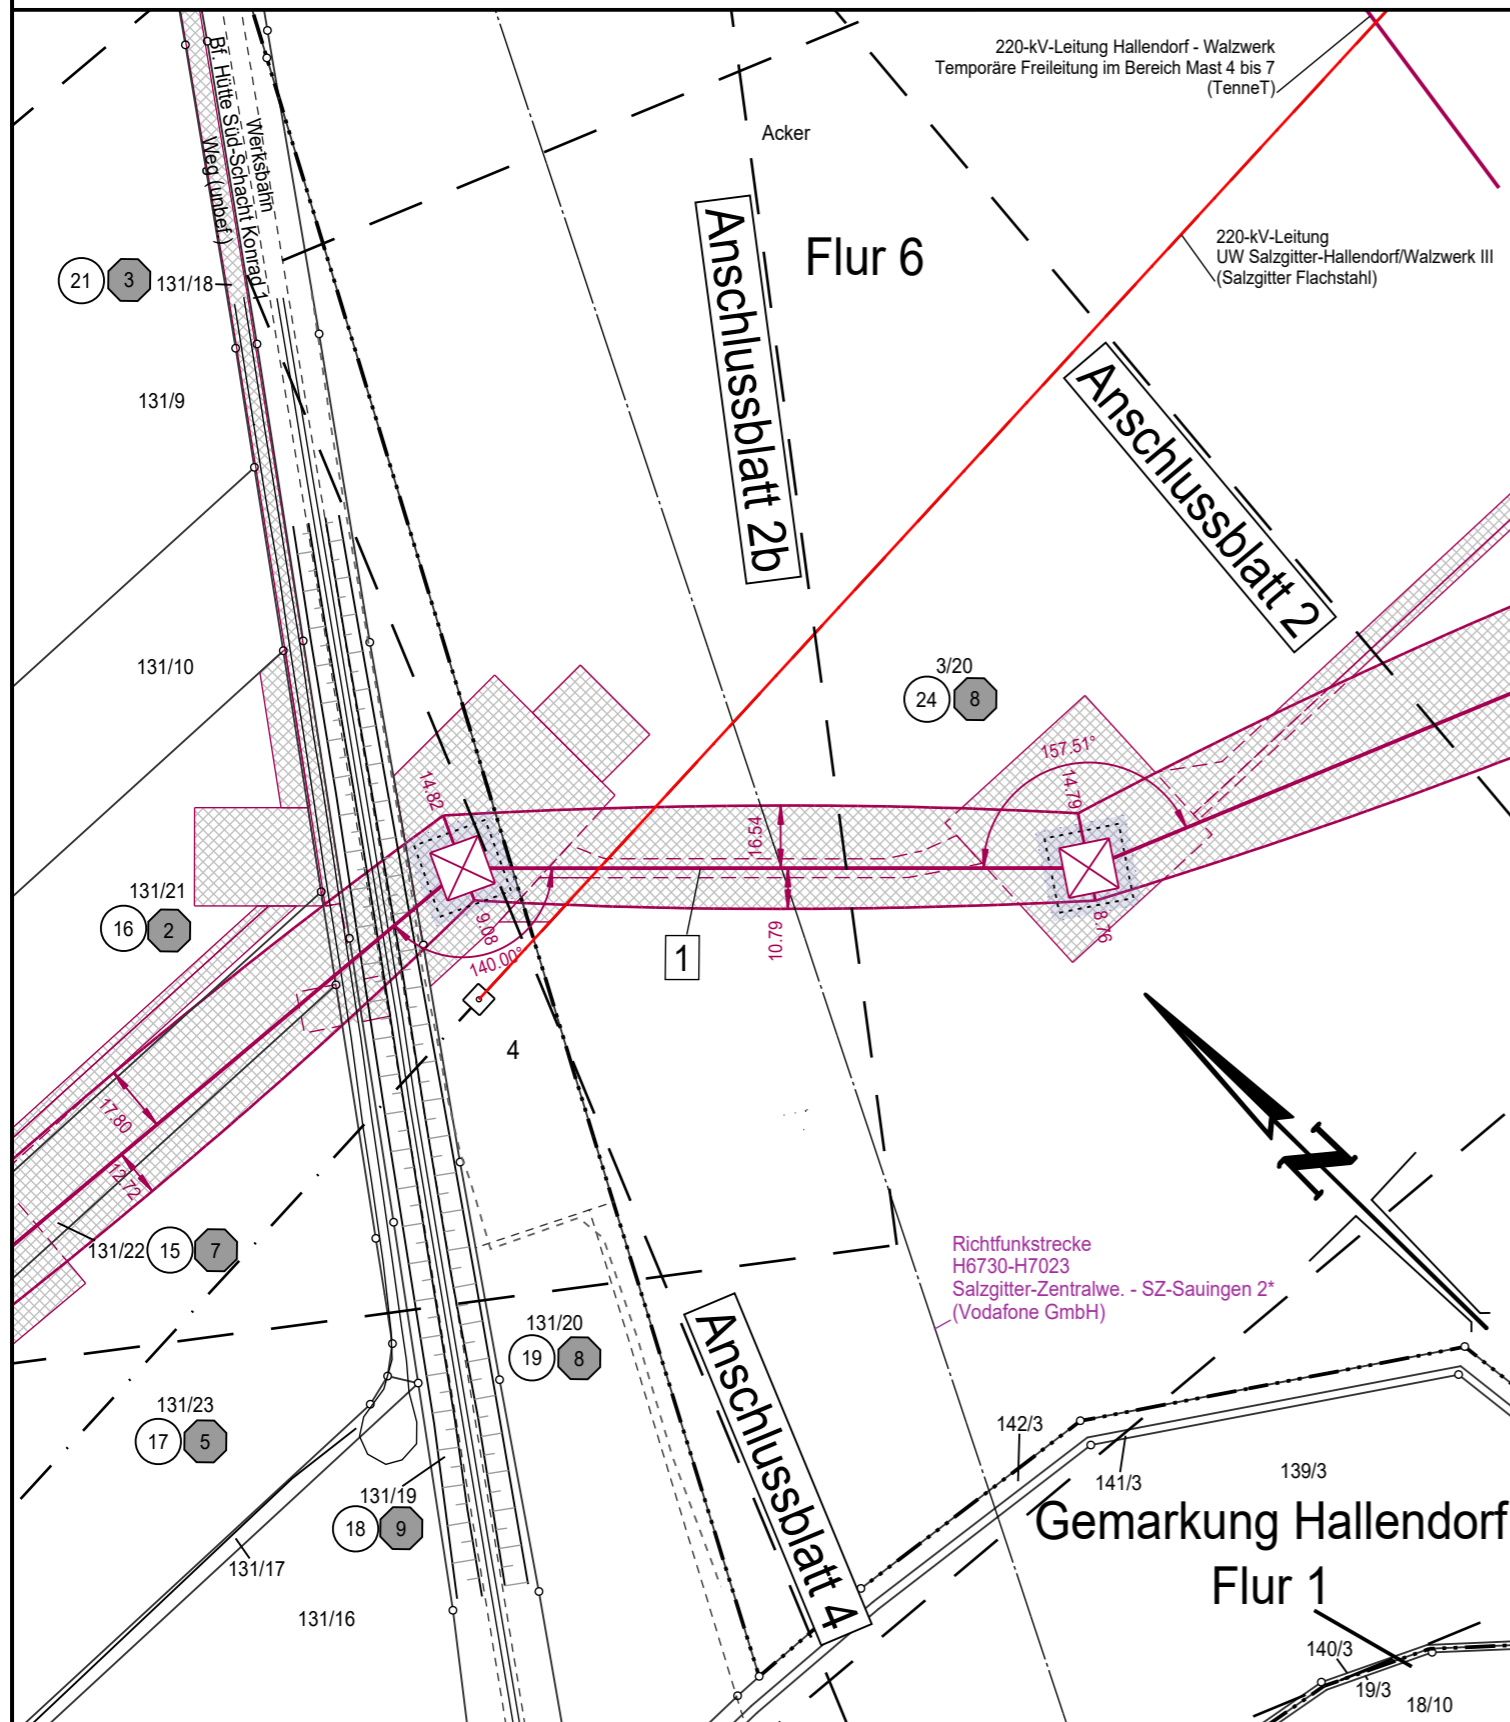 220-kV-Leitung Hallendorf - Walzwerk
Temporäre Freileitung im Bereich Mast 4 bis 7
(TenneT)
Bf. Hütte Süd-Schacht Konrad 1
Werksbahn
Weg (unbef.)
Acker
Anschlussblatt 2b
Flur 6
220-kV-Leitung
UW Salzgitter-Hallendorf/Walzwerk III
(Salzgitter Flachstahl)
21 3 131/18
131/9
Anschlussblatt 2
131/10
3/20
24 8
157.51°
14.82
14.79
16.54
131/21
16 2
9.08
140.00°
10.79
8.76
1
4
17.80
12.72
131/22 15 7
Richtfunkstrecke
H6730-H7023
Salzgitter-Zentralwe. - SZ-Sauingen 2*
(Vodafone GmbH)
N
131/20
19 8
Anschlussblatt 4
131/23
17 5
142/3
141/3
139/3
131/19
18 9
Gemarkung Hallendorf
Flur 1
131/17
131/16
140/3
19/3
18/10